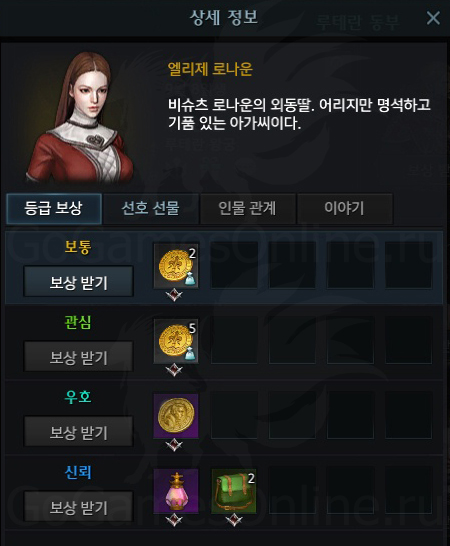 상세 정보
루테란 동부
엘리제 로나운
비슈츠 로나운의 외동딸. 어리지만 명석하고
기품 있는 아가씨이다.
등급 보상 선호 선물 인물 관계 이야기
보통
2
보상 받기
관심
5
보상 받기
우호
보상 받기
신뢰
2
보상 받기
GoGamesOnline.ru
GoGamesOnline.ru